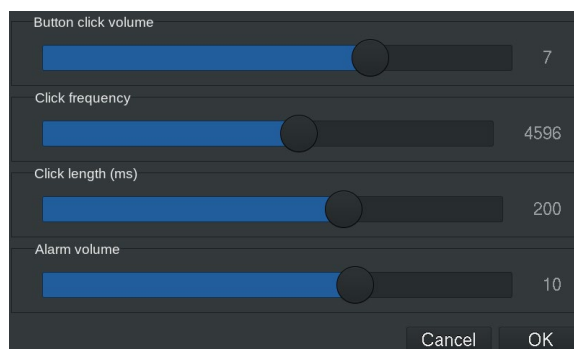 Button click volume
7
Click frequency
4596
Click length (ms)
200
Alarm volume
10
Cancel OK